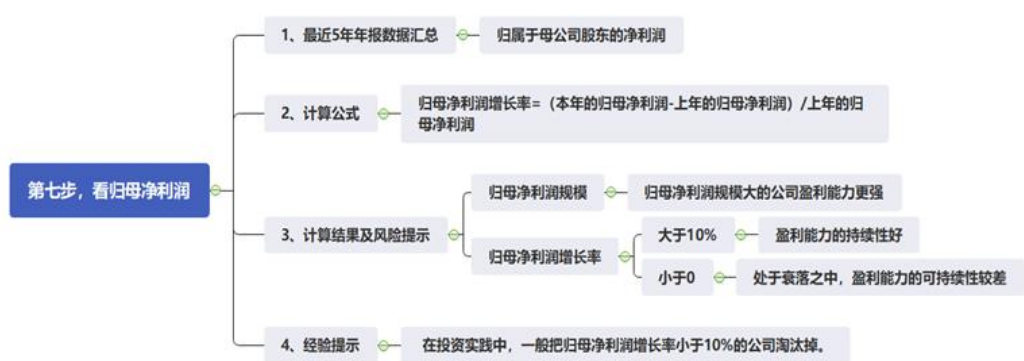 第七步，看归母净利润
1、最近5年年报数据汇总
归属于母公司股东的净利润
2、计算公式
归母净利润增长率=（本年的归母净利润-上年的归母净利润）/上年的归
母净利润
3、计算结果及风险提示
归母净利润规模
归母净利润规模大的公司盈利能力更强
归母净利润增长率
大于10%
盈利能力的持续性好
小于0
处于衰落之中，盈利能力的可持续性较差
4、经验提示
在投资实践中，一般把归母净利润增长率小于10%的公司淘汰掉。